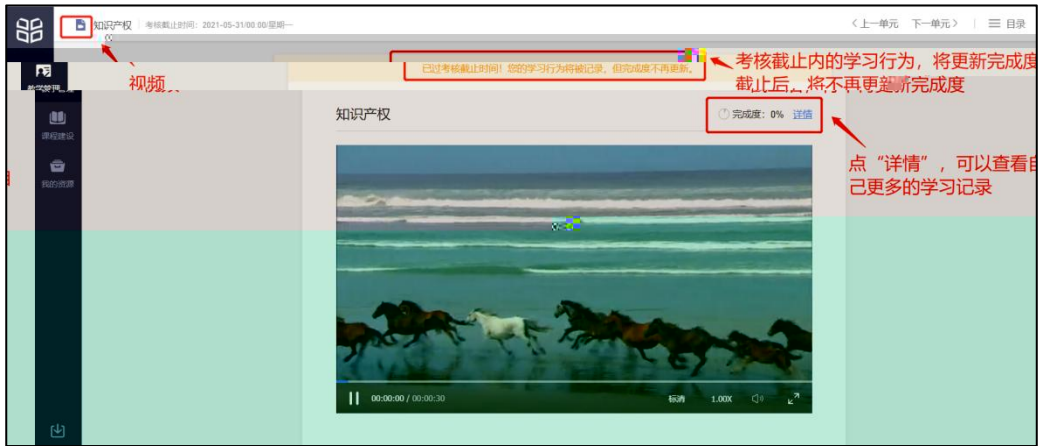 知识产权 考核截止时间：2021-05-31/00:00/星期一
〈上一单元 下一单元〉 目录
已过考核截止时间！您的学习行为将被记录，但完成度不再更新。
考核截止内的学习行为，将更新完成度
截止后，将不再更新完成度
视频
教学管理
知识产权
完成度：0% 详情
课程建设
点“详情”，可以查看自
己更多的学习记录
我的资源
00:00:00 / 00:00:30 标清 1.00X